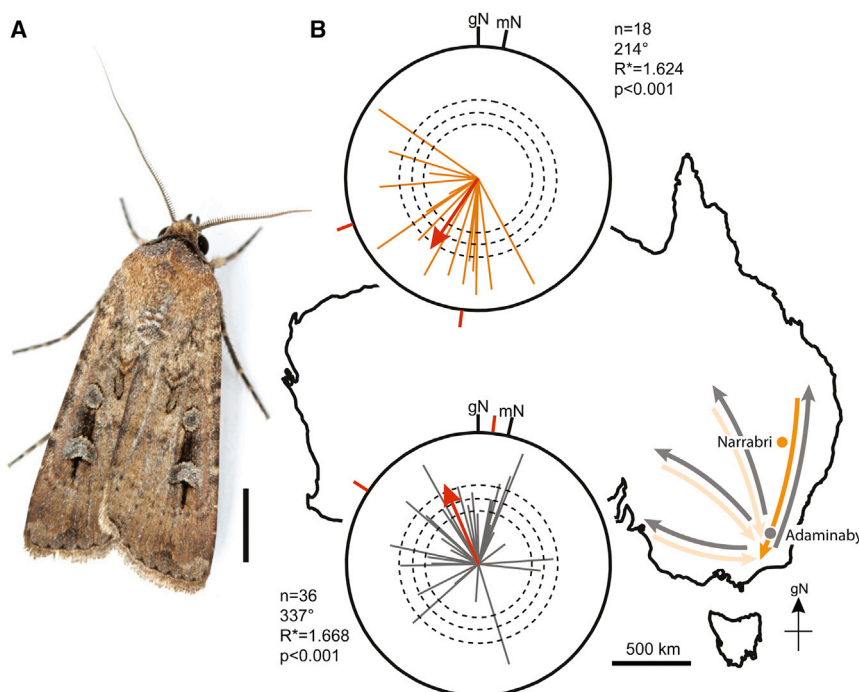 A
B
gN mN
n=18
214°
R*=1.624
p<0.001
gN mN
Narrabri
Adaminaby
n=36
337°
R*=1.668
p<0.001
gN
500 km